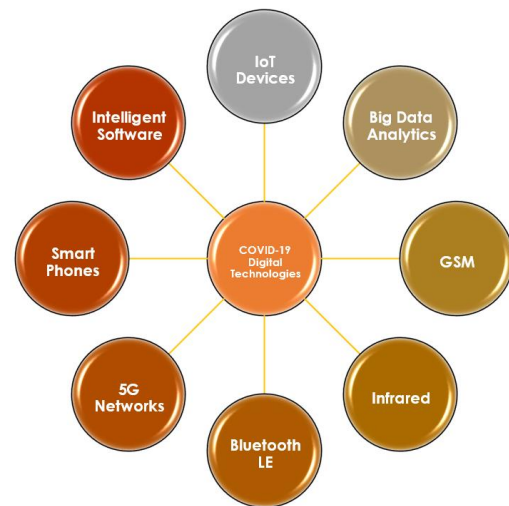 IoT
Devices
Big Data
Analytics
GSM
Infrared
Bluetooth
LE
5G
Networks
Smart
Phones
Intelligent
Software
COVID-19
Digital
Technologies